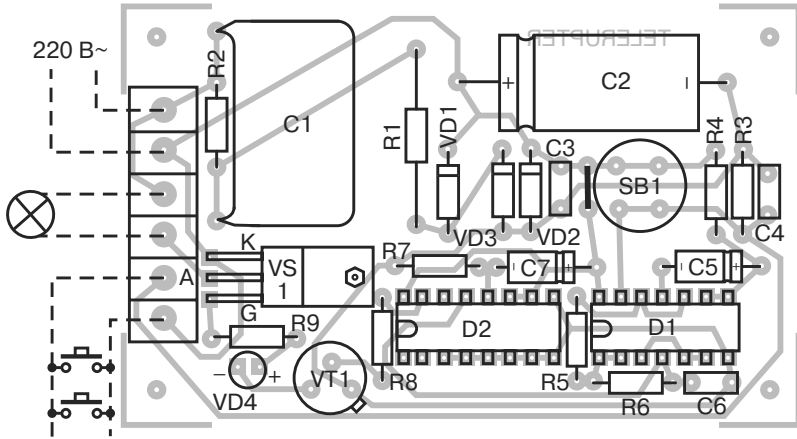 TELERUPTER
220 В~
R2
C1
R1
VD1
+
C2
−
C3
SB1
R4
R3
C4
K
A
VS
1
G
R7
VD3
VD2
−
C7
+
−
C5
+
R9
D2
D1
−
+
VD4
VT1
R8
R5
R6
C6